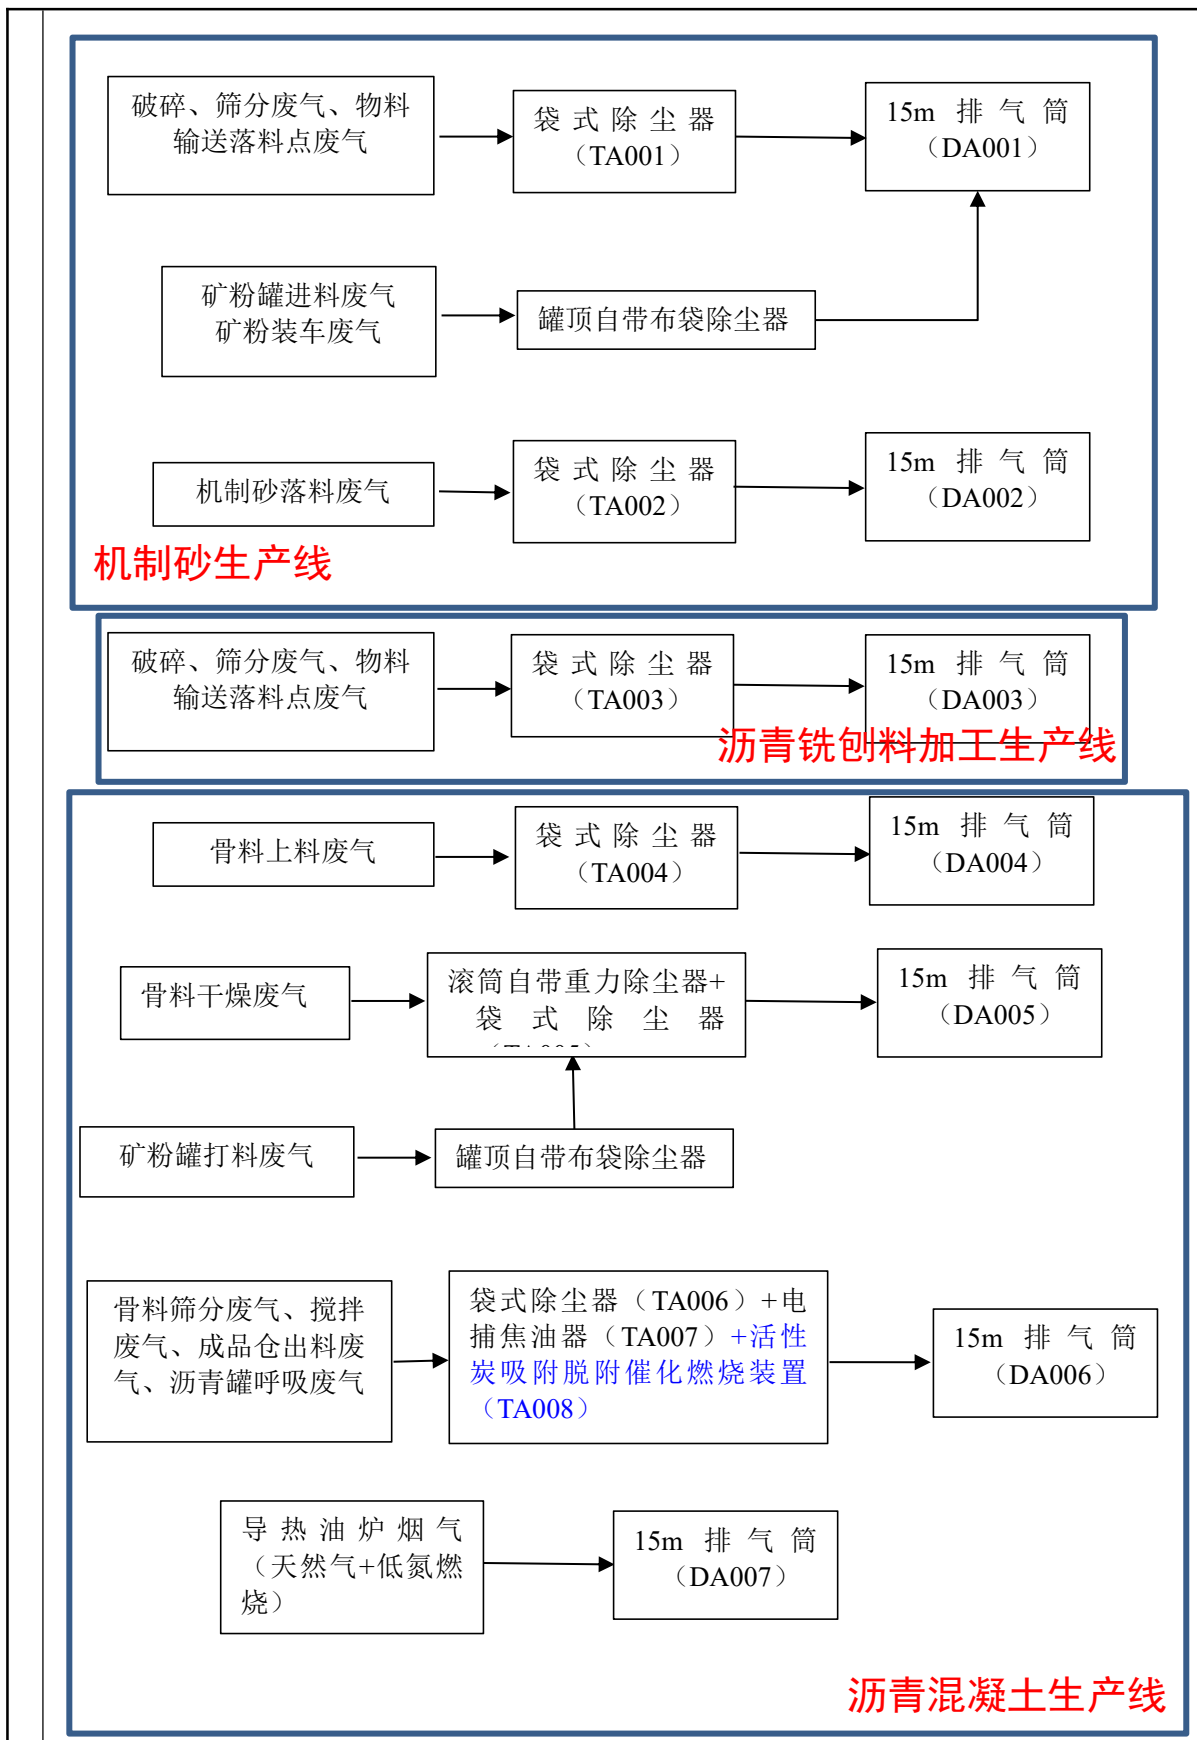 破碎、筛分废气、物料
输送落料点废气
袋式除尘器
（TA001）
15m 排气筒
（DA001）
矿粉罐进料废气
矿粉装车废气
罐顶自带布袋除尘器
机制砂落料废气
袋式除尘器
（TA002）
15m 排气筒
（DA002）
机制砂生产线
破碎、筛分废气、物料
输送落料点废气
袋式除尘器
（TA003）
15m 排气筒
（DA003）
沥青铣刨料加工生产线
骨料上料废气
袋式除尘器
（TA004）
15m 排气筒
（DA004）
骨料干燥废气
滚筒自带重力除尘器+
袋式除尘器
15m 排气筒
（DA005）
矿粉罐打料废气
罐顶自带布袋除尘器
骨料筛分废气、搅拌
废气、成品仓出料废
气、沥青罐呼吸废气
袋式除尘器（TA006）+电
捕焦油器（TA007）+活性
炭吸附脱附催化燃烧装置
（TA008）
15m 排气筒
（DA006）
导热油炉烟气
（天然气+低氮燃
烧）
15m 排气筒
（DA007）
沥青混凝土生产线